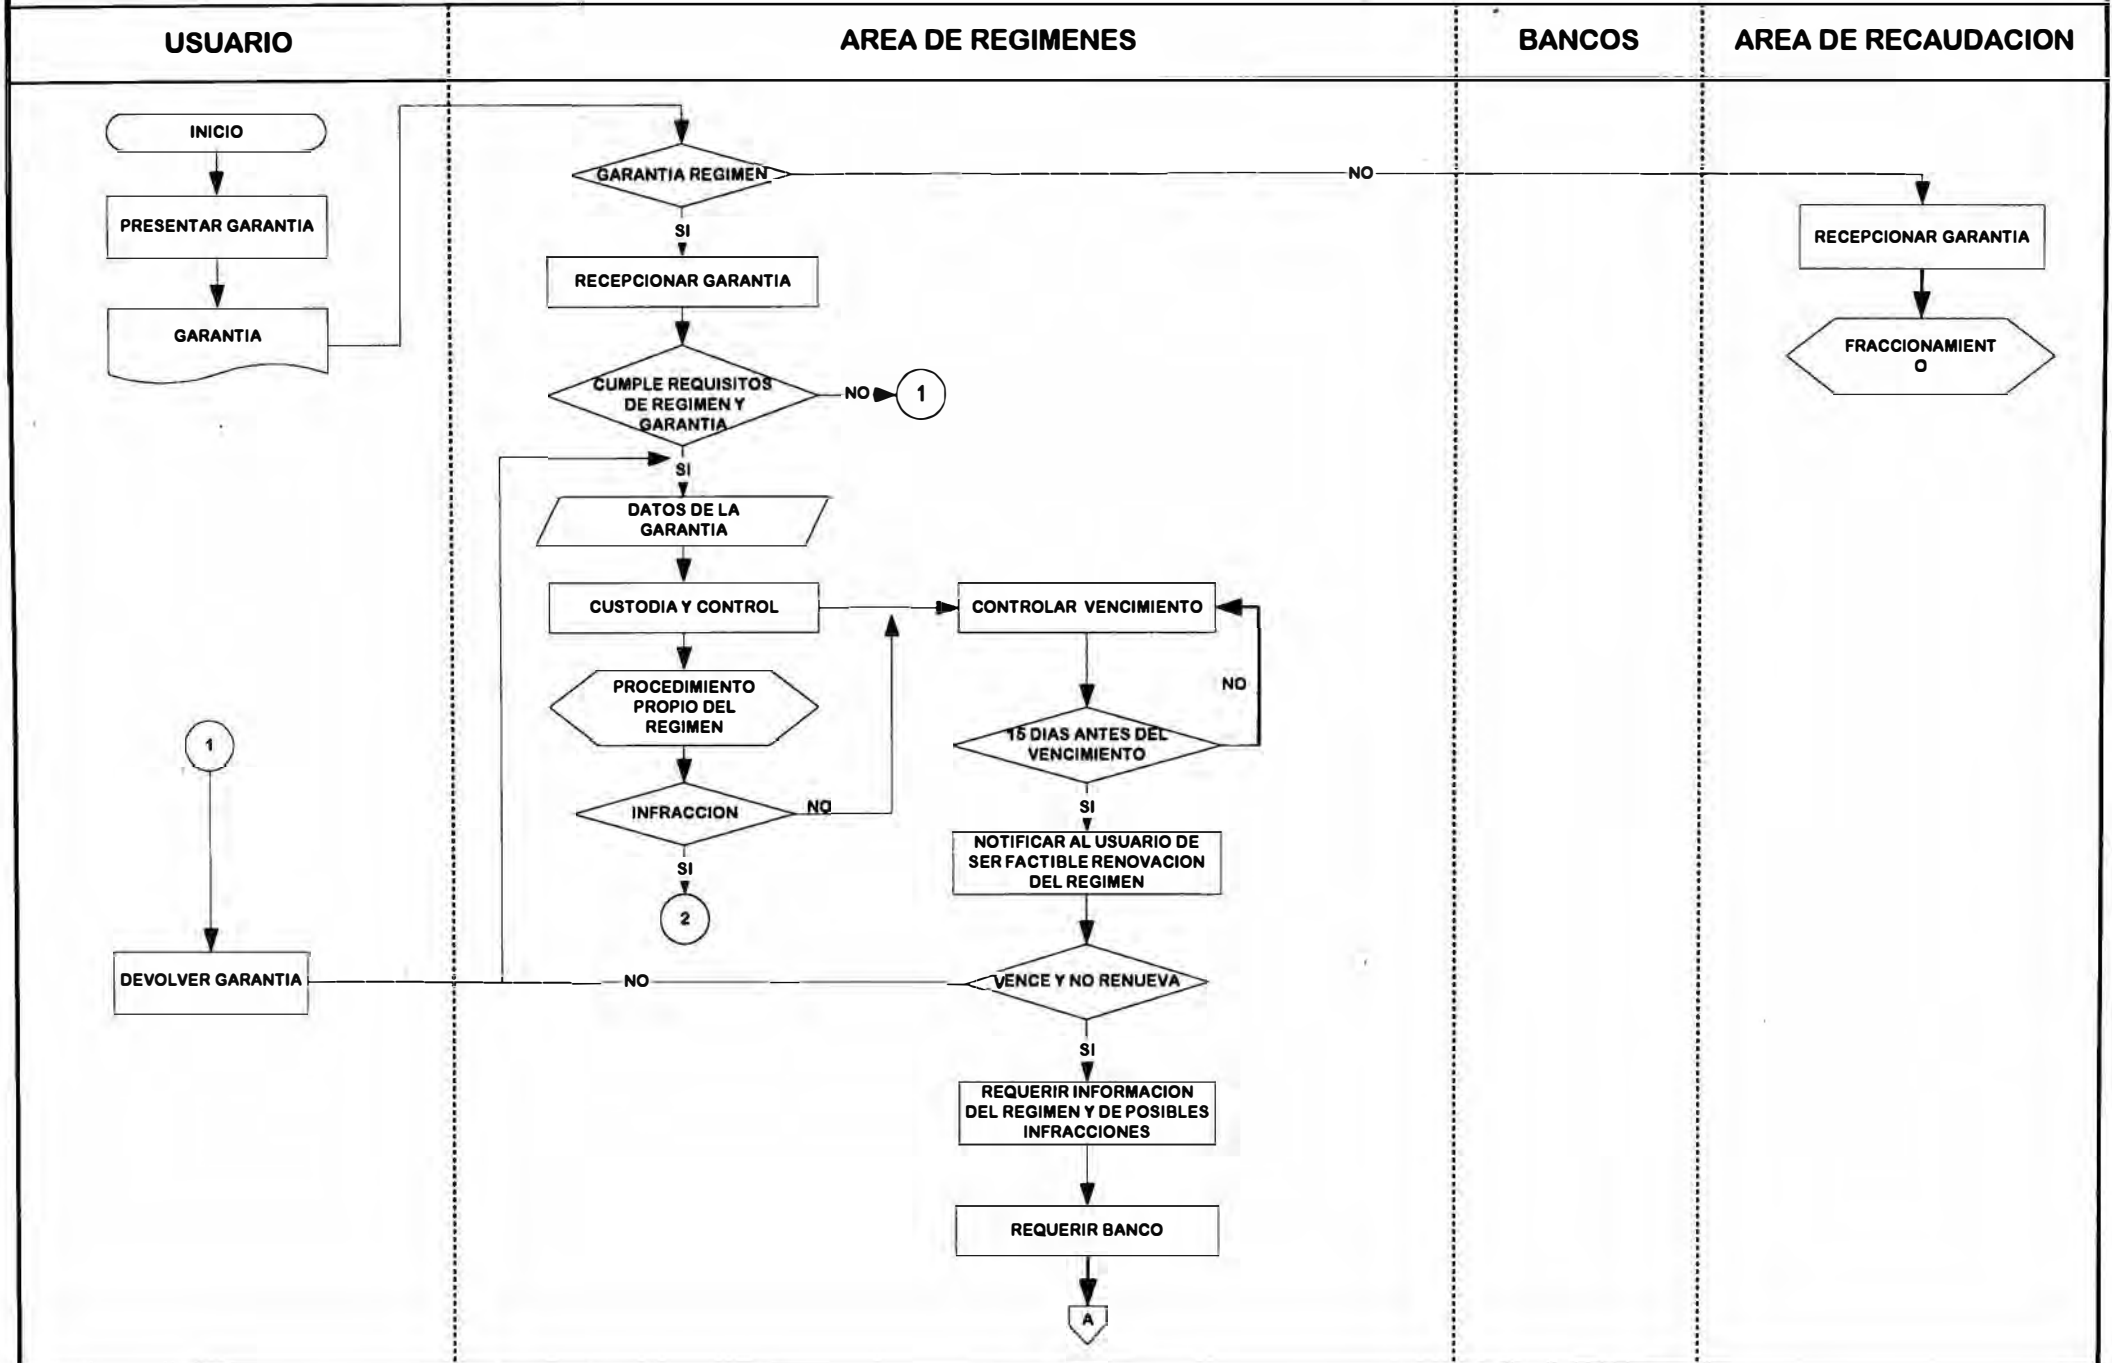 USUARIO
AREA DE REGIMENES
BANCOS
AREA DE RECAUDACION
INICIO
PRESENTAR GARANTIA
GARANTIA
GARANTIA REGIMEN
NO
SI
RECEPCIONAR GARANTIA
RECEPCIONAR GARANTIA
FRACCIONAMIENT
O
CUMPLE REQUISITOS
DE REGIMEN Y
GARANTIA
NO
1
SI
DATOS DE LA
GARANTIA
CUSTODIA Y CONTROL
CONTROLAR VENCIMIENTO
PROCEDIMIENTO
PROPIO DEL
REGIMEN
NO
15 DIAS ANTES DEL
VENCIMIENTO
1
INFRACCION
NO
SI
SI
2
NOTIFICAR AL USUARIO DE
SER FACTIBLE RENOVACION
DEL REGIMEN
DEVOLVER GARANTIA
NO
VENCE Y NO RENUEVA
SI
REQUERIR INFORMACION
DEL REGIMEN Y DE POSIBLES
INFRACCIONES
REQUERIR BANCO
A